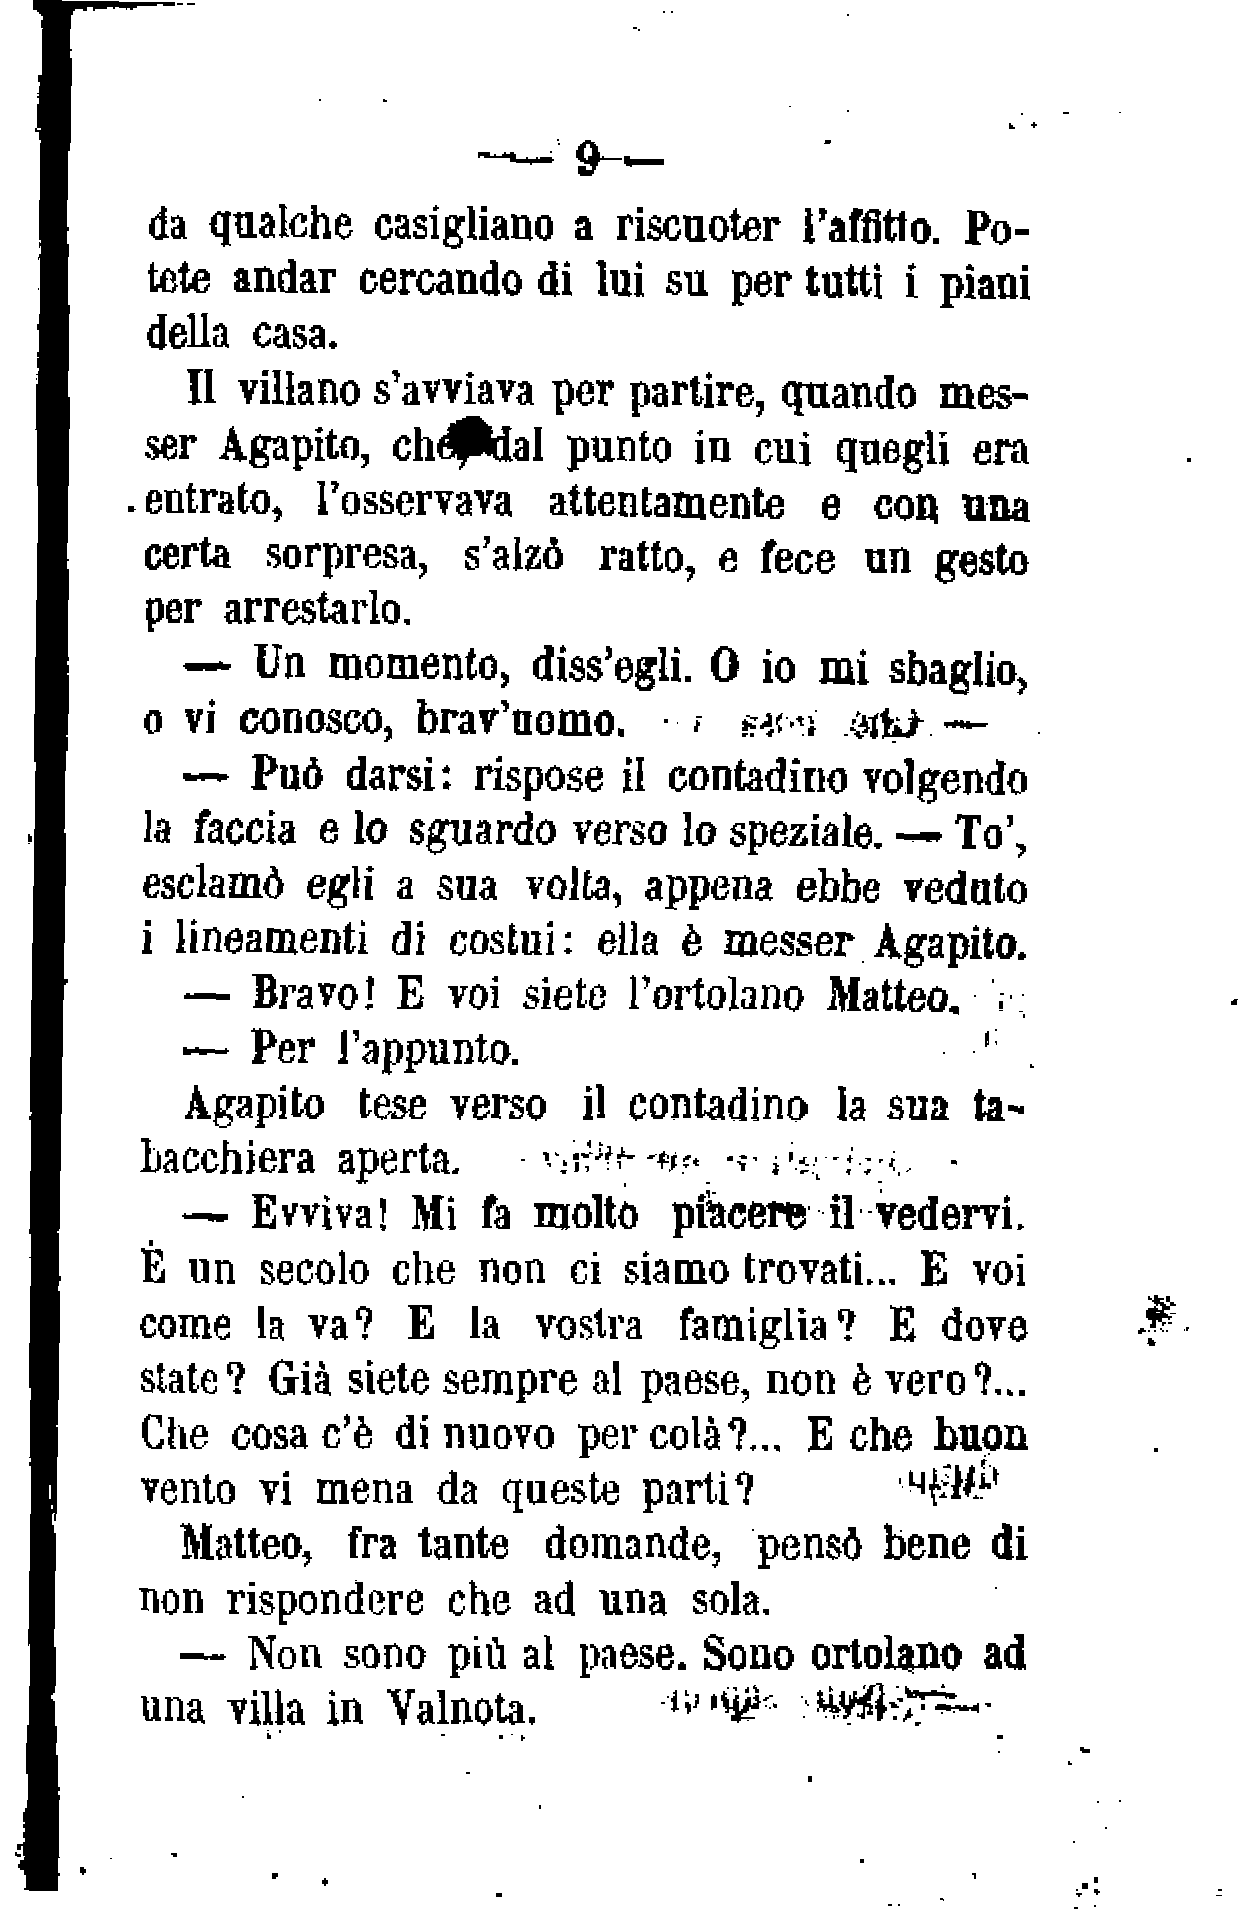 — 9 —
da qualche casigliano a riscuoter l'affitto. Po-
tete andar cercando di lui su per tutti i piani
della casa.
Il villano s'avviava per partire, quando mes-
ser Agapito, che, dal punto in cui quegli era
entrato, l'osservava attentamente e con una
certa sorpresa, s'alzò ratto, e fece un gesto
per arrestarlo.
— Un momento, diss'egli. O io mi sbaglio,
o vi conosco, brav'uomo.
— Può darsi: rispose il contadino volgendo
la faccia e lo sguardo verso lo speziale. — To',
esclamò egli a sua volta, appena ebbe veduto
i lineamenti di costui: ella è messer Agapito.
— Bravo! E voi siete l'ortolano Matteo.
— Per l'appunto.
Agapito tese verso il contadino la sua ta-
bacchiera aperta.
— Evviva! Mi fa molto piacere il vedervi.
È un secolo che non ci siamo trovati... E voi
come la va? E la vostra famiglia? E dove
state? Già siete sempre al paese, non è vero?...
Che cosa c'è di nuovo per colà?... E che buon
vento vi mena da queste parti?
Matteo, fra tante domande, pensò bene di
non rispondere che ad una sola.
— Non sono più al paese. Sono ortolano ad
una villa in Valnota.